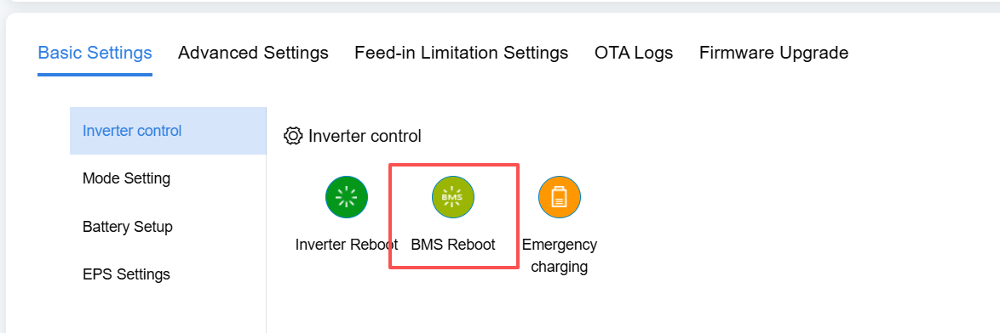 Basic Settings Advanced Settings Feed-in Limitation Settings OTA Logs Firmware Upgrade
Inverter control
Mode Setting
Battery Setup
EPS Settings
Inverter control
BMS
Inverter Reboot BMS Reboot Emergency
charging